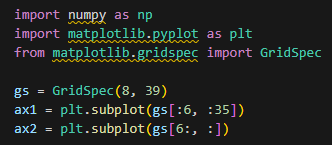 import numpy as np
import matplotlib.pyplot as plt
from matplotlib.gridspec import GridSpec
gs = GridSpec(8, 39)
ax1 = plt.subplot(gs[:6, :35])
ax2 = plt.subplot(gs[6:, :])